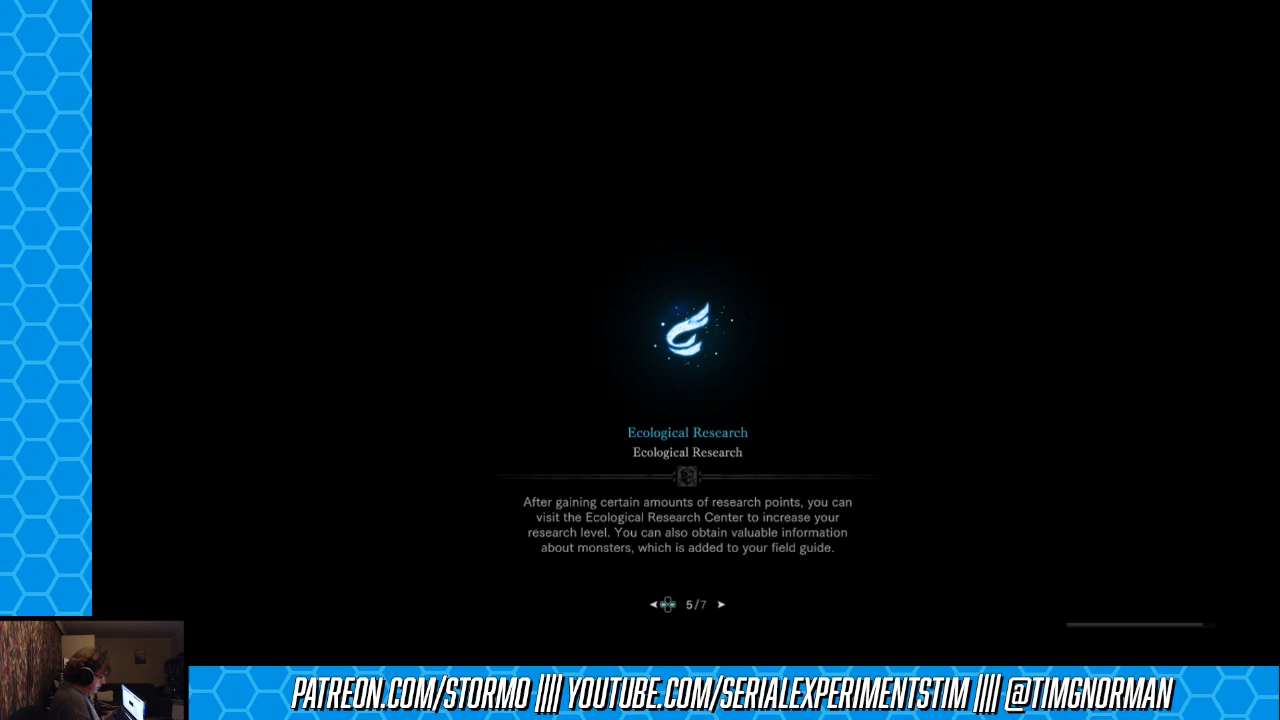 Ecological Research
Ecological Research
After gaining certain amounts of research points, you can
visit the Ecological Research Center to increase your
research level. You can also obtain valuable information
about monsters, which is added to your field guide.
5/7
PATREON.COM/STORMO |||| YOUTUBE.COM/SERIALEXPERIMENTSTIM |||| @TIMGNORMAN